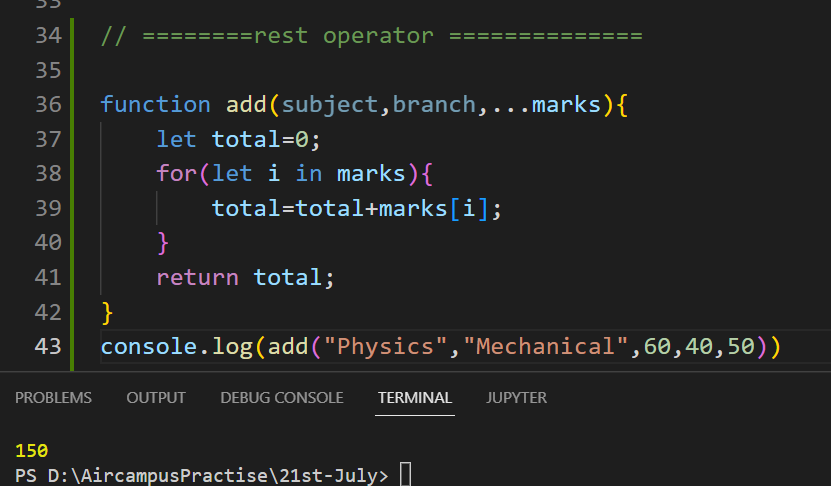 33
34 // ========rest operator ==============
35
36 function add(subject,branch,...marks){
37     let total=0;
38     for(let i in marks){
39         total=total+marks[i];
40     }
41     return total;
42 }
43 console.log(add("Physics","Mechanical",60,40,50))
PROBLEMS OUTPUT DEBUG CONSOLE TERMINAL JUPYTER
150
PS D:\AircampusPractise\21st-July>